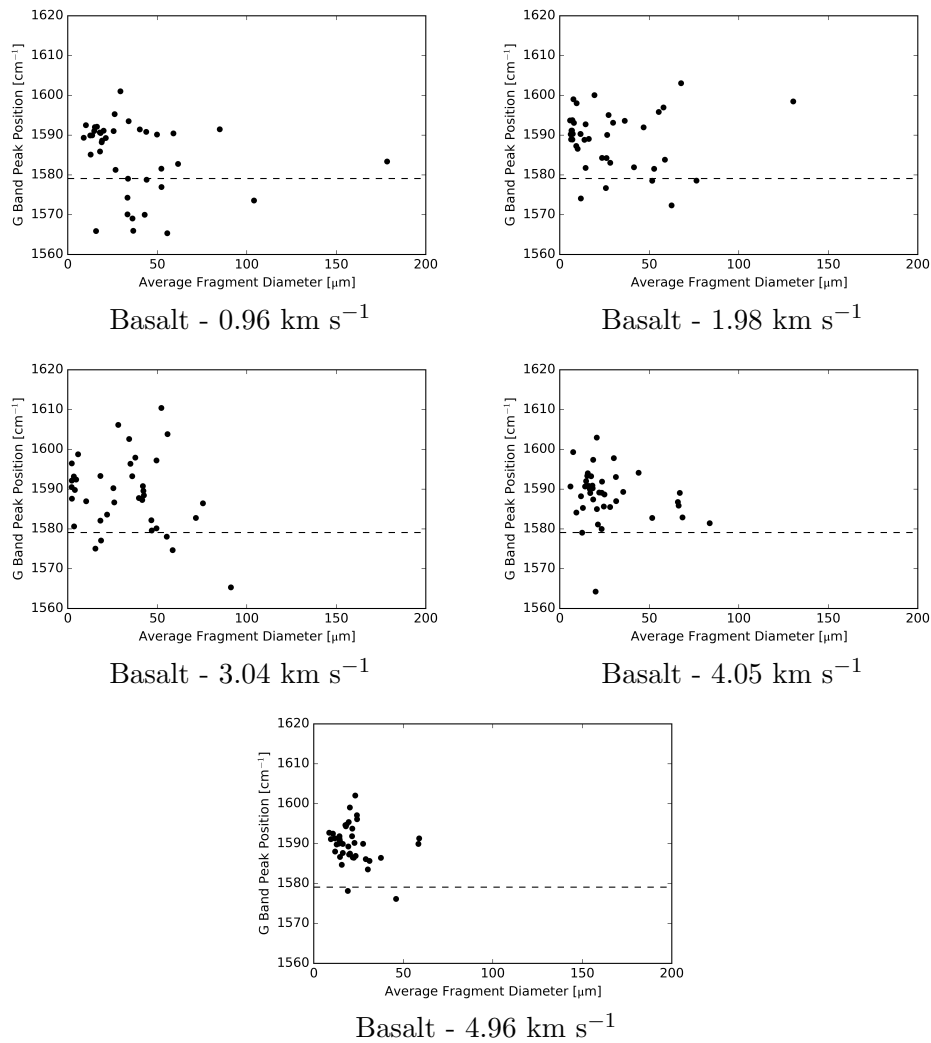 1620
1610
1600
1590
1580
1570
1560
G Band Peak Position [cm⁻¹]
0 50 100 150 200
Average Fragment Diameter [μm]
Basalt - 0.96 km s⁻¹
1620
1610
1600
1590
1580
1570
1560
G Band Peak Position [cm⁻¹]
0 50 100 150 200
Average Fragment Diameter [μm]
Basalt - 1.98 km s⁻¹
1620
1610
1600
1590
1580
1570
1560
G Band Peak Position [cm⁻¹]
0 50 100 150 200
Average Fragment Diameter [μm]
Basalt - 3.04 km s⁻¹
1620
1610
1600
1590
1580
1570
1560
G Band Peak Position [cm⁻¹]
0 50 100 150 200
Average Fragment Diameter [μm]
Basalt - 4.05 km s⁻¹
1620
1610
1600
1590
1580
1570
1560
G Band Peak Position [cm⁻¹]
0 50 100 150 200
Average Fragment Diameter [μm]
Basalt - 4.96 km s⁻¹